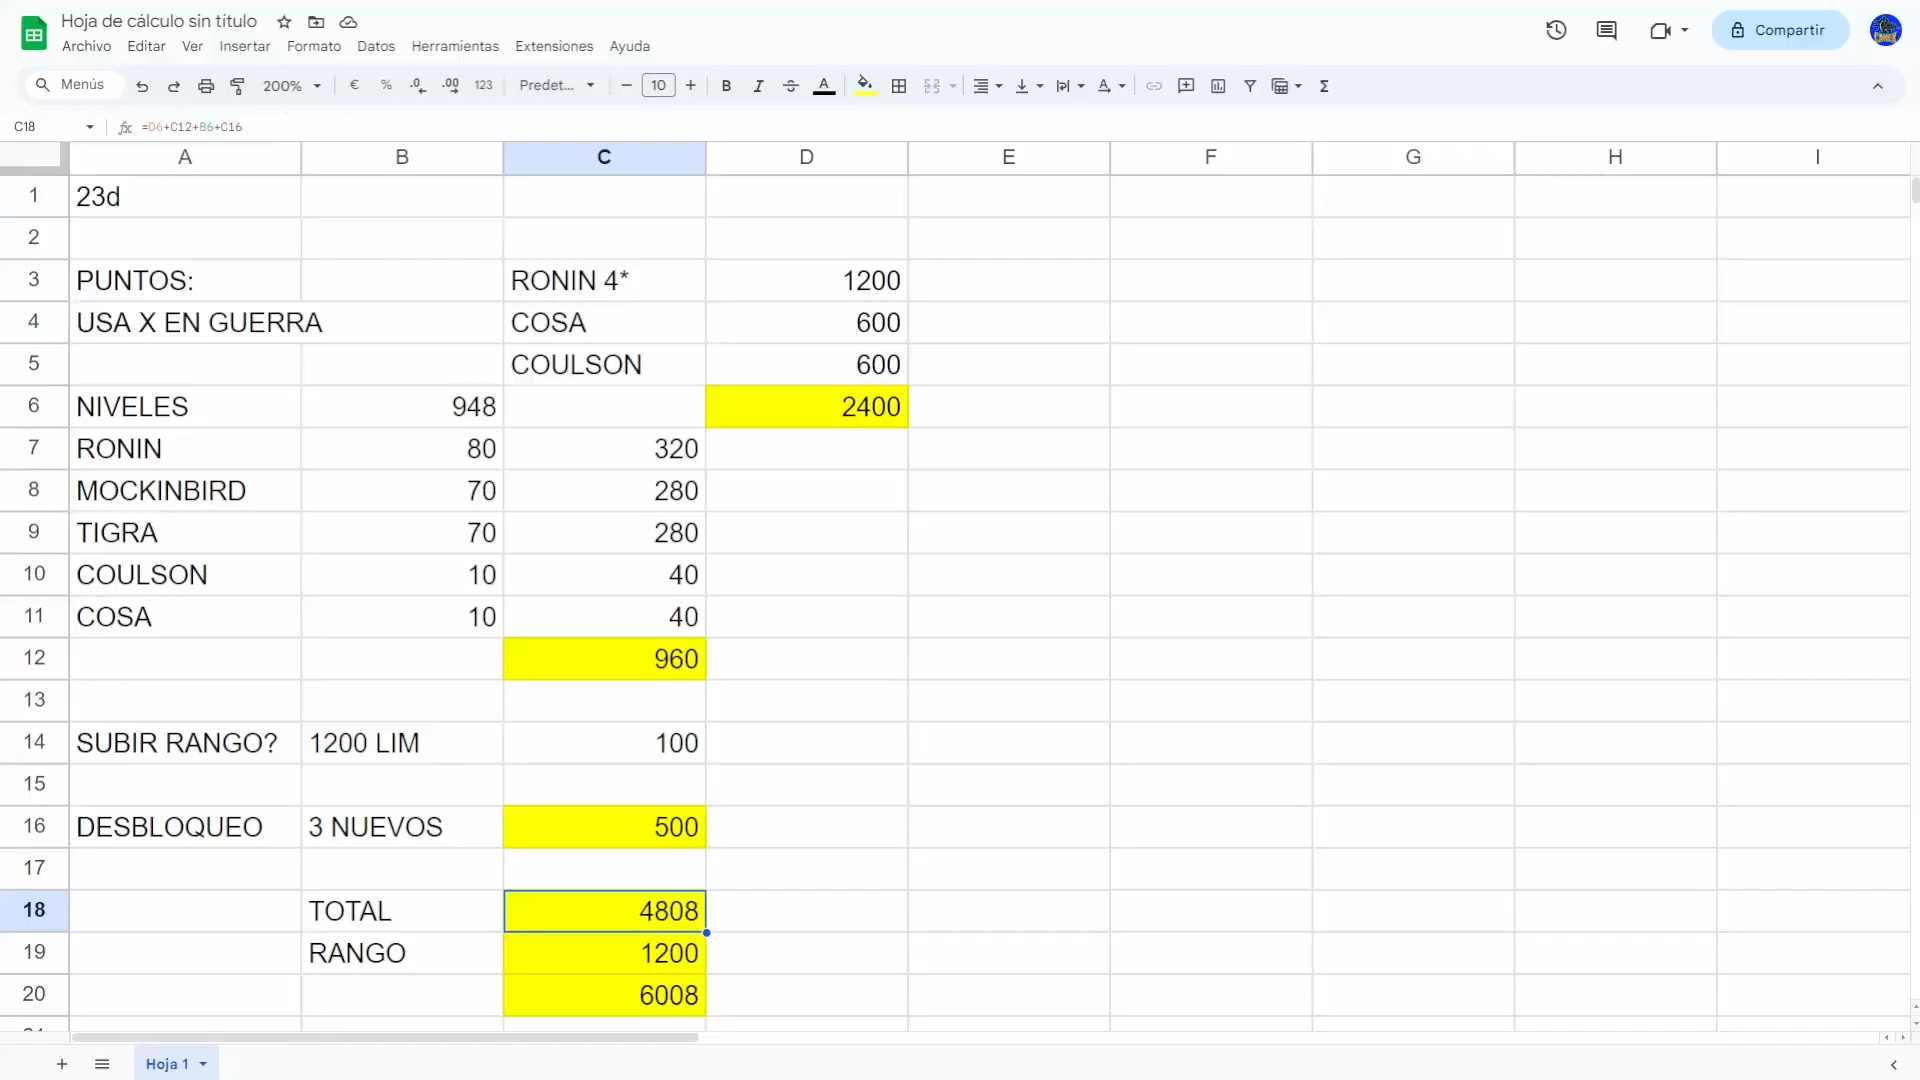 Hoja de cálculo sin título
Archivo Editar Ver Insertar Formato Datos Herramientas Extensiones Ayuda
Compartir
Menús 200% € % .0 .00 123 Predet... 10 B I A Σ
C18 fx =D6+C12+B6+C16
A B C D E F G H I
1 23d
2
3 PUNTOS: RONIN 4* 1200
4 USA X EN GUERRA COSA 600
5 COULSON 600
6 NIVELES 948 2400
7 RONIN 80 320
8 MOCKINBIRD 70 280
9 TIGRA 70 280
10 COULSON 10 40
11 COSA 10 40
12 960
13
14 SUBIR RANGO? 1200 LIM 100
15
16 DESBLOQUEO 3 NUEVOS 500
17
18 TOTAL 4808
19 RANGO 1200
20 6008
Hoja 1